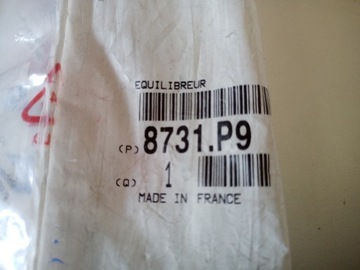 EQUILIBREUR
(P) 8731.P9
(Q) 1
MADE IN FRANCE